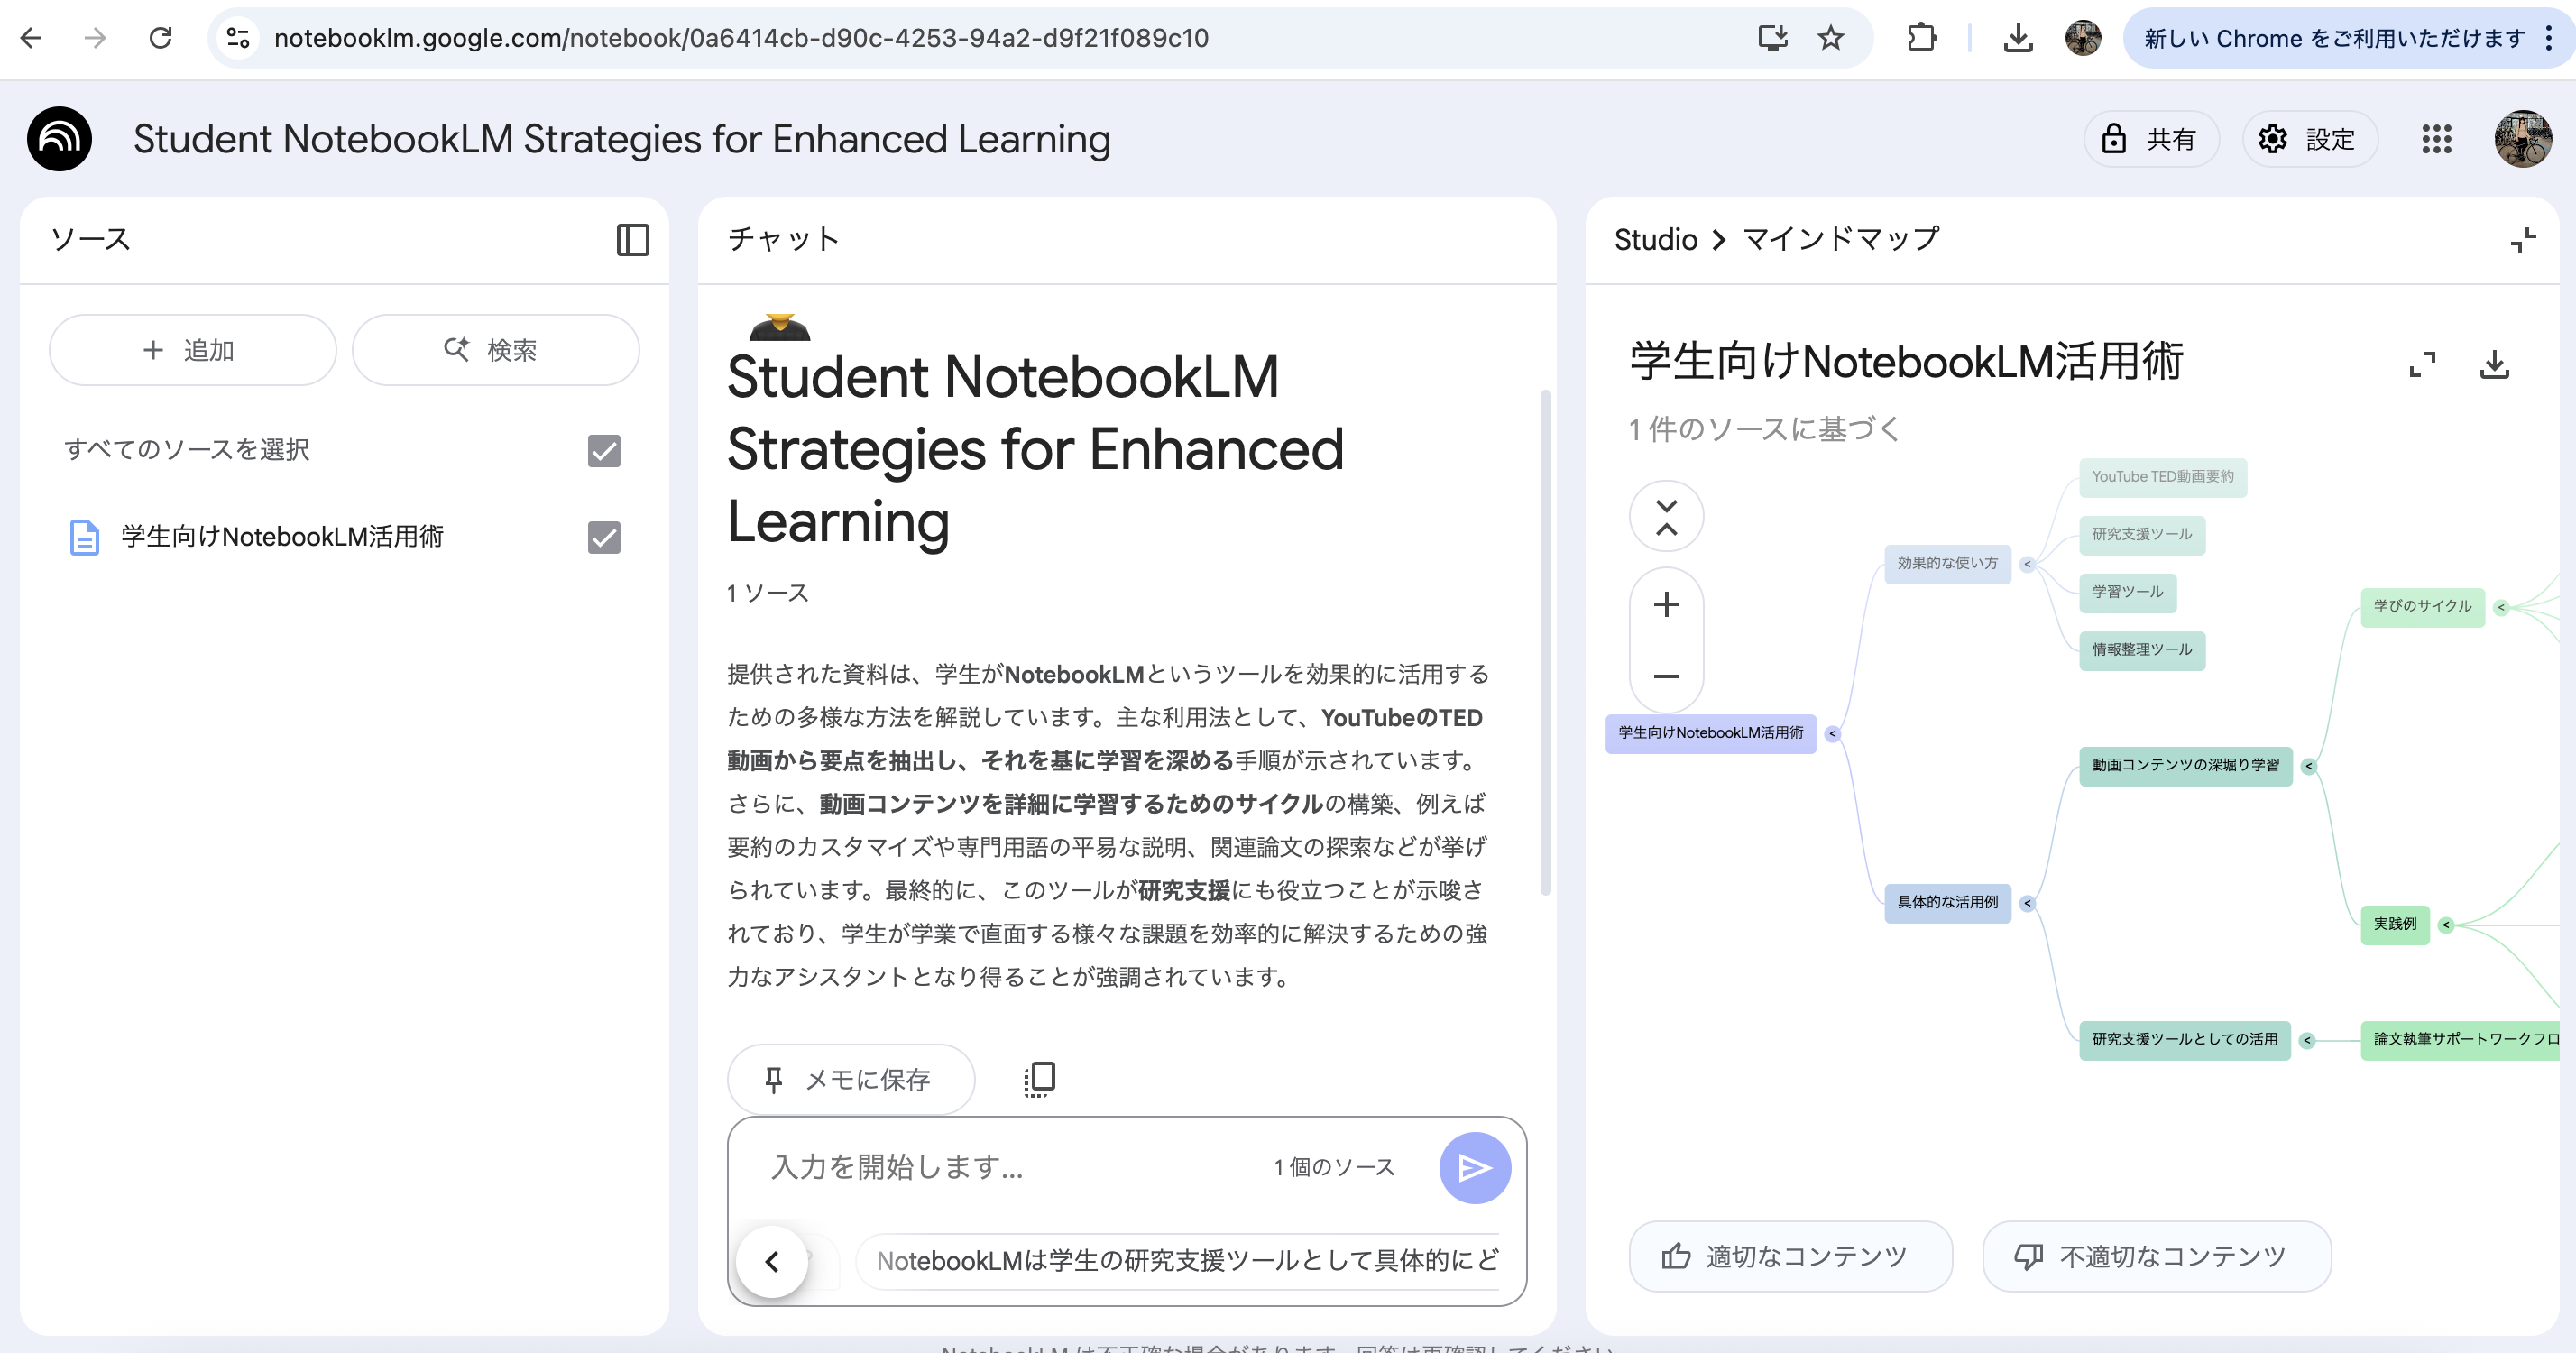 notebooklm.google.com/notebook/0a6414cb-d90c-4253-94a2-d9f21f089c10
新しい Chrome をご利用いただけます
Student NotebookLM Strategies for Enhanced Learning
共有
設定
ソース
追加
検索
すべてのソースを選択
学生向けNotebookLM活用術
チャット
Student NotebookLM
Strategies for Enhanced
Learning
1 ソース
提供された資料は、学生がNotebookLMというツールを効果的に活用する
ための多様な方法を解説しています。主な利用法として、YouTubeのTED
動画から要点を抽出し、それを基に学習を深める手順が示されています。
さらに、動画コンテンツを詳細に学習するためのサイクルの構築、例えば
要約のカスタマイズや専門用語の平易な説明、関連論文の探索などが挙げ
られています。最終的に、このツールが研究支援にも役立つことが示唆さ
れており、学生が学業で直面する様々な課題を効率的に解決するための強
力なアシスタントとなり得ることが強調されています。
メモに保存
入力を開始します...
1 個のソース
NotebookLMは学生の研究支援ツールとして具体的にど
Studio > マインドマップ
学生向けNotebookLM活用術
1 件のソースに基づく
YouTube TED動画要約
研究支援ツール
効果的な使い方
学習ツール
情報整理ツール
学びのサイクル
学生向けNotebookLM活用術
動画コンテンツの深堀り学習
具体的な活用例
実践例
研究支援ツールとしての活用
論文執筆サポートワークフロ
適切なコンテンツ
不適切なコンテンツ